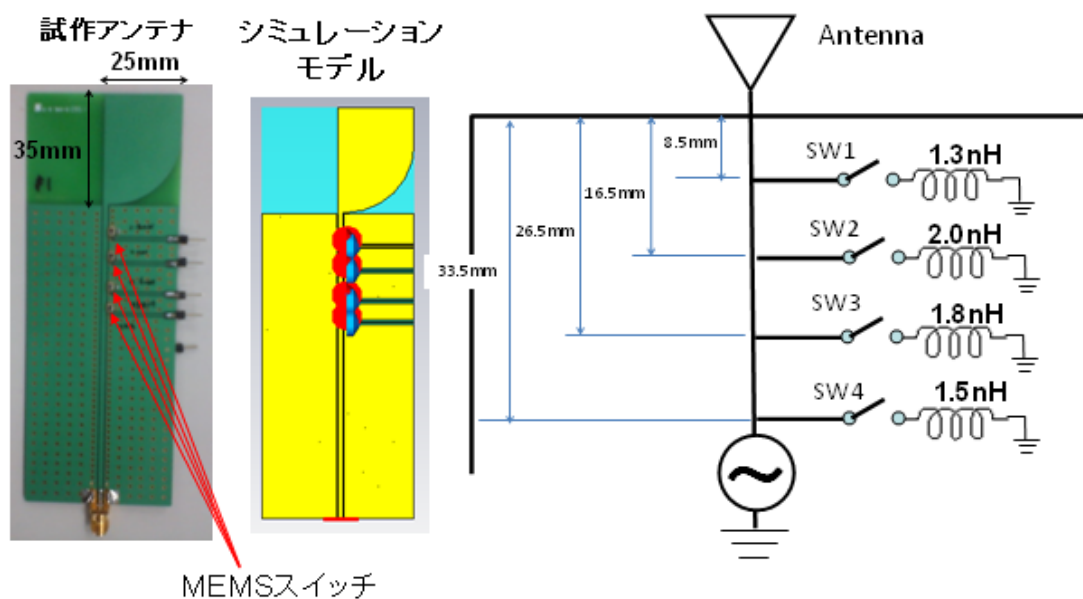 試作アンテナ
25mm
35mm
シミュレーション
モデル
MEMSスイッチ
Antenna
8.5mm
16.5mm
26.5mm
33.5mm
SW1
1.3nH
SW2
2.0nH
SW3
1.8nH
SW4
1.5nH